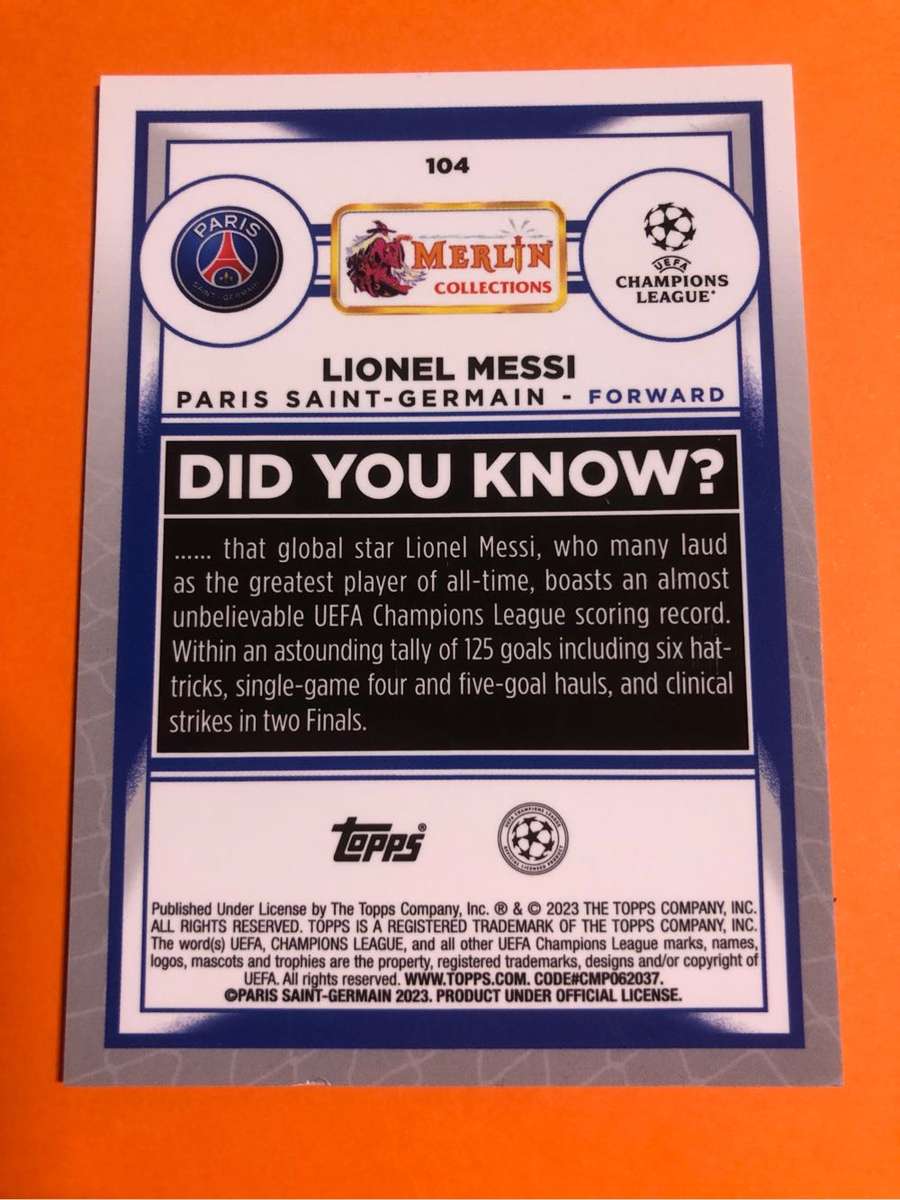 104
PARIS
SAINT-GERMAIN
MERLIN
COLLECTIONS
UEFA
CHAMPIONS
LEAGUE®
LIONEL MESSI
PARIS SAINT-GERMAIN - FORWARD
DID YOU KNOW?
...... that global star Lionel Messi, who many laud
as the greatest player of all-time, boasts an almost
unbelievable UEFA Champions League scoring record.
Within an astounding tally of 125 goals including six hat-
tricks, single-game four and five-goal hauls, and clinical
strikes in two Finals.
Topps®
UEFA CHAMPIONS LEAGUE
OFFICIAL LICENSED PRODUCT
Published Under License by The Topps Company, Inc. ® & © 2023 THE TOPPS COMPANY, INC.
ALL RIGHTS RESERVED. TOPPS IS A REGISTERED TRADEMARK OF THE TOPPS COMPANY, INC.
The word(s) UEFA, CHAMPIONS LEAGUE, and all other UEFA Champions League marks, names,
logos, mascots and trophies are the property, registered trademarks, designs and/or copyright of
UEFA. All rights reserved. WWW.TOPPS.COM. CODE#CMP062037.
©PARIS SAINT-GERMAIN 2023. PRODUCT UNDER OFFICIAL LICENSE.